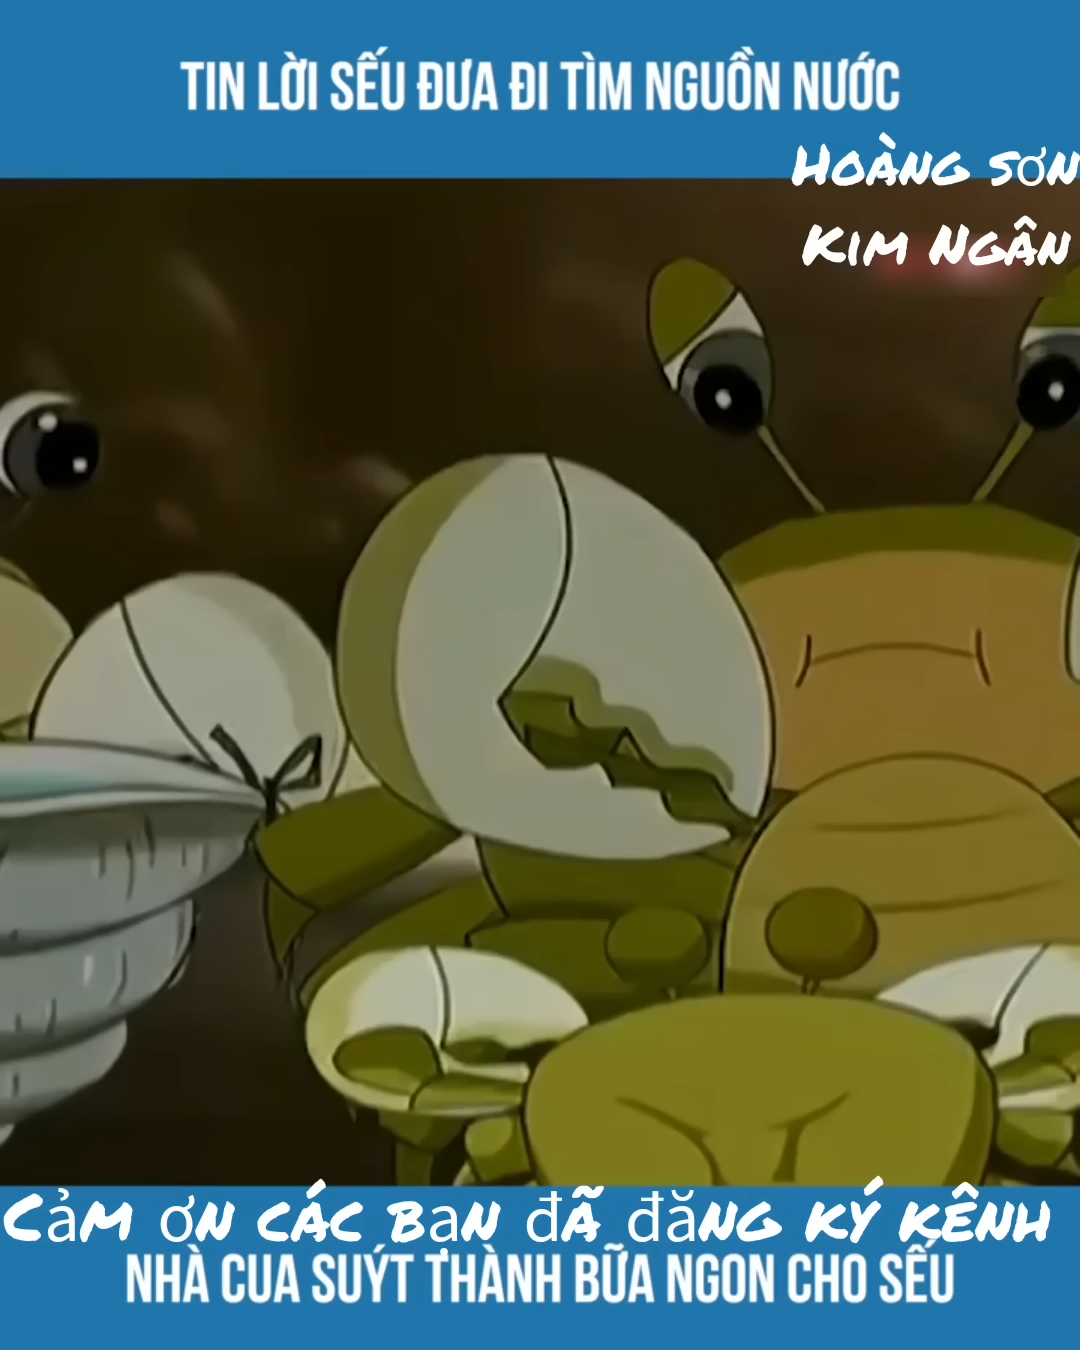 TIN LỜI SẾU ĐƯA ĐI TÌM NGUỒN NƯỚC
HOÀNG SƠN
KIM NGÂN
CẢM ƠN CÁC BẠN ĐÃ ĐĂNG KÝ KÊNH
NHÀ CUA SUÝT THÀNH BỮA NGON CHO SẾU